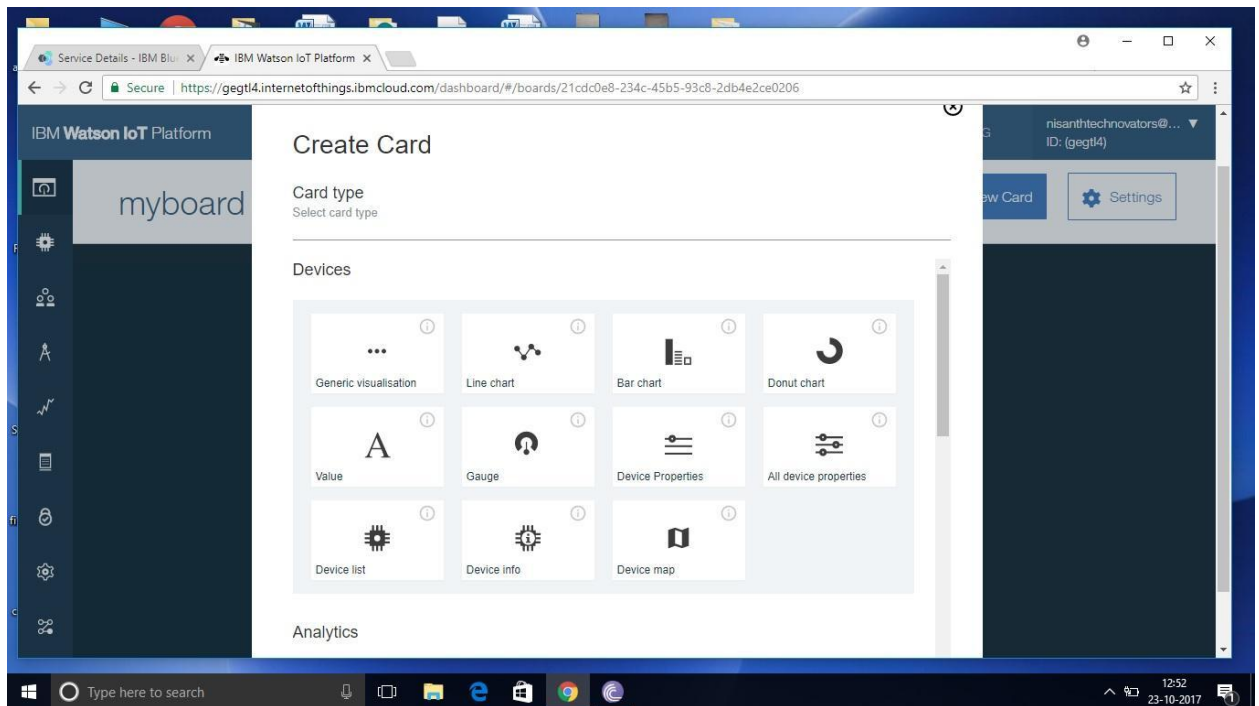 Service Details - IBM Blu
IBM Watson IoT Platform
Secure | https://gegtl4.internetofthings.ibmcloud.com/dashboard/#/boards/21cdc0e8-234c-45b5-93c8-2db4e2ce0206
IBM Watson IoT Platform
nisanthtechnovators@... ▼
ID: (gegtl4)
myboard
ew Card
Settings
Create Card
Card type
Select card type
Devices
Generic visualisation
Line chart
Bar chart
Donut chart
Value
Gauge
Device Properties
All device properties
Device list
Device info
Device map
Analytics
Type here to search
12:52
23-10-2017